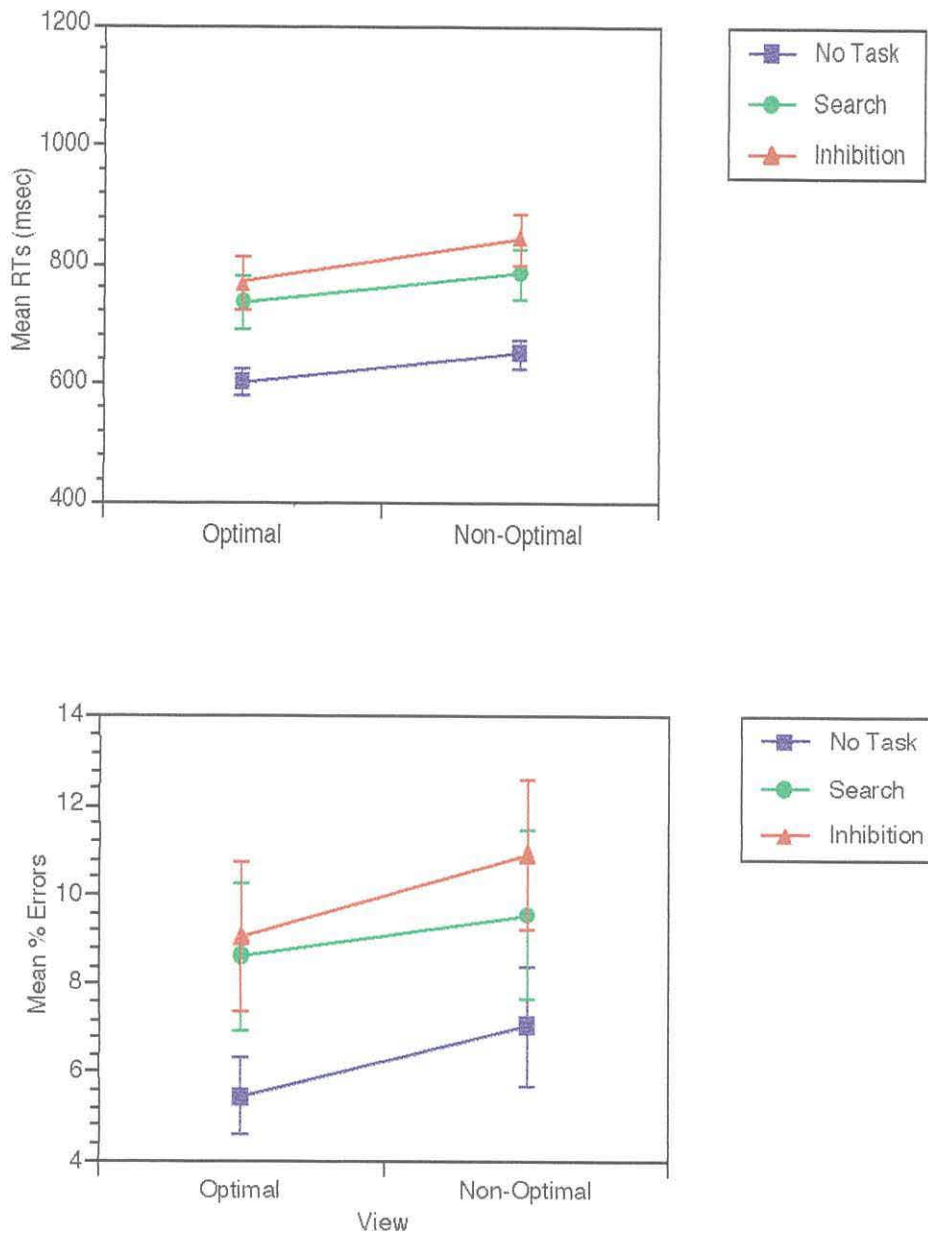 1200
1000
800
600
400
Mean RTs (msec)
Optimal
Non-Optimal
No Task
Search
Inhibition
14
12
10
8
6
4
Mean % Errors
Optimal
Non-Optimal
View
No Task
Search
Inhibition